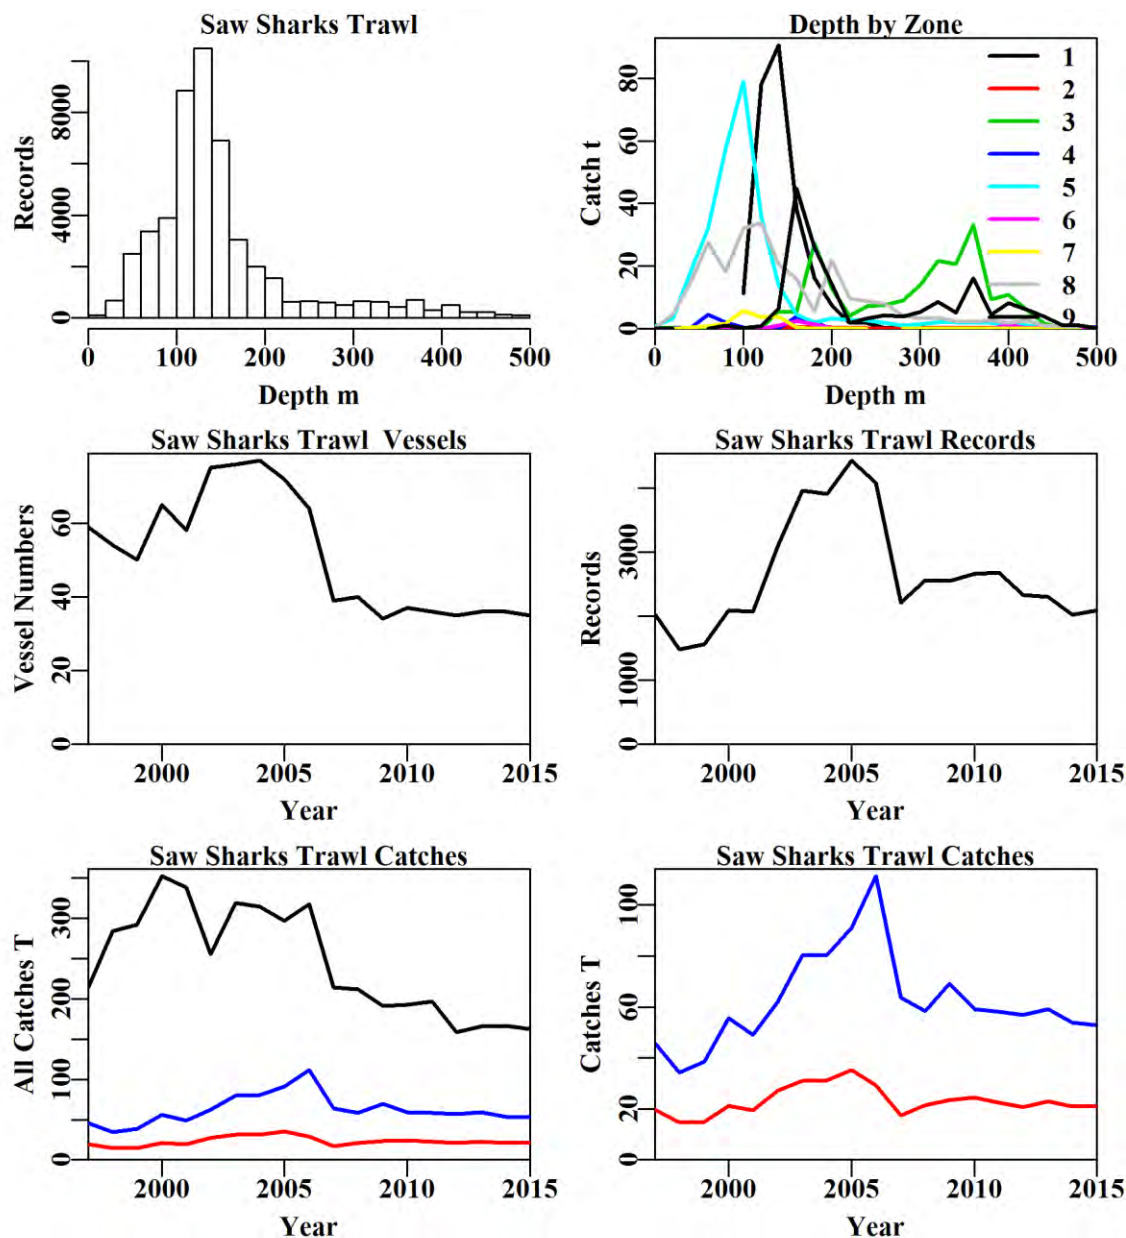 Saw Sharks Trawl
Records
8000
4000
0
0 100 200 300 400 500
Depth m
Depth by Zone
Catch t
80
60
40
20
0
1
2
3
4
5
6
7
8
9
0 100 200 300 400 500
Depth m
Saw Sharks Trawl Vessels
Vessel Numbers
60
40
20
0
2000 2005 2010 2015
Year
Saw Sharks Trawl Records
Records
3000
1000
0
2000 2005 2010 2015
Year
Saw Sharks Trawl Catches
All Catches T
300
200
100
0
2000 2005 2010 2015
Year
Saw Sharks Trawl Catches
Catches T
100
60
20
0
2000 2005 2010 2015
Year